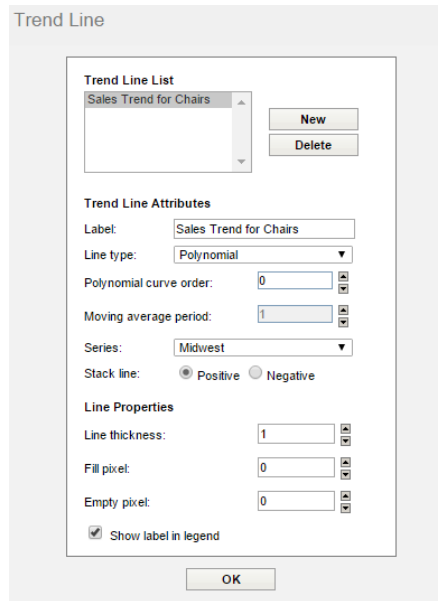 Trend Line
Trend Line List
Sales Trend for Chairs
New
Delete
Trend Line Attributes
Label: Sales Trend for Chairs
Line type: Polynomial
Polynomial curve order: 0
Moving average period: 1
Series: Midwest
Stack line: Positive Negative
Line Properties
Line thickness: 1
Fill pixel: 0
Empty pixel: 0
Show label in legend
OK